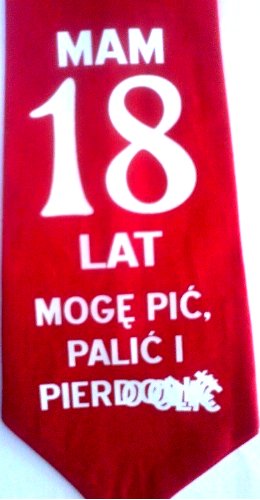 MAM
18
LAT
MOGĘ PIĆ,
PALIĆ I